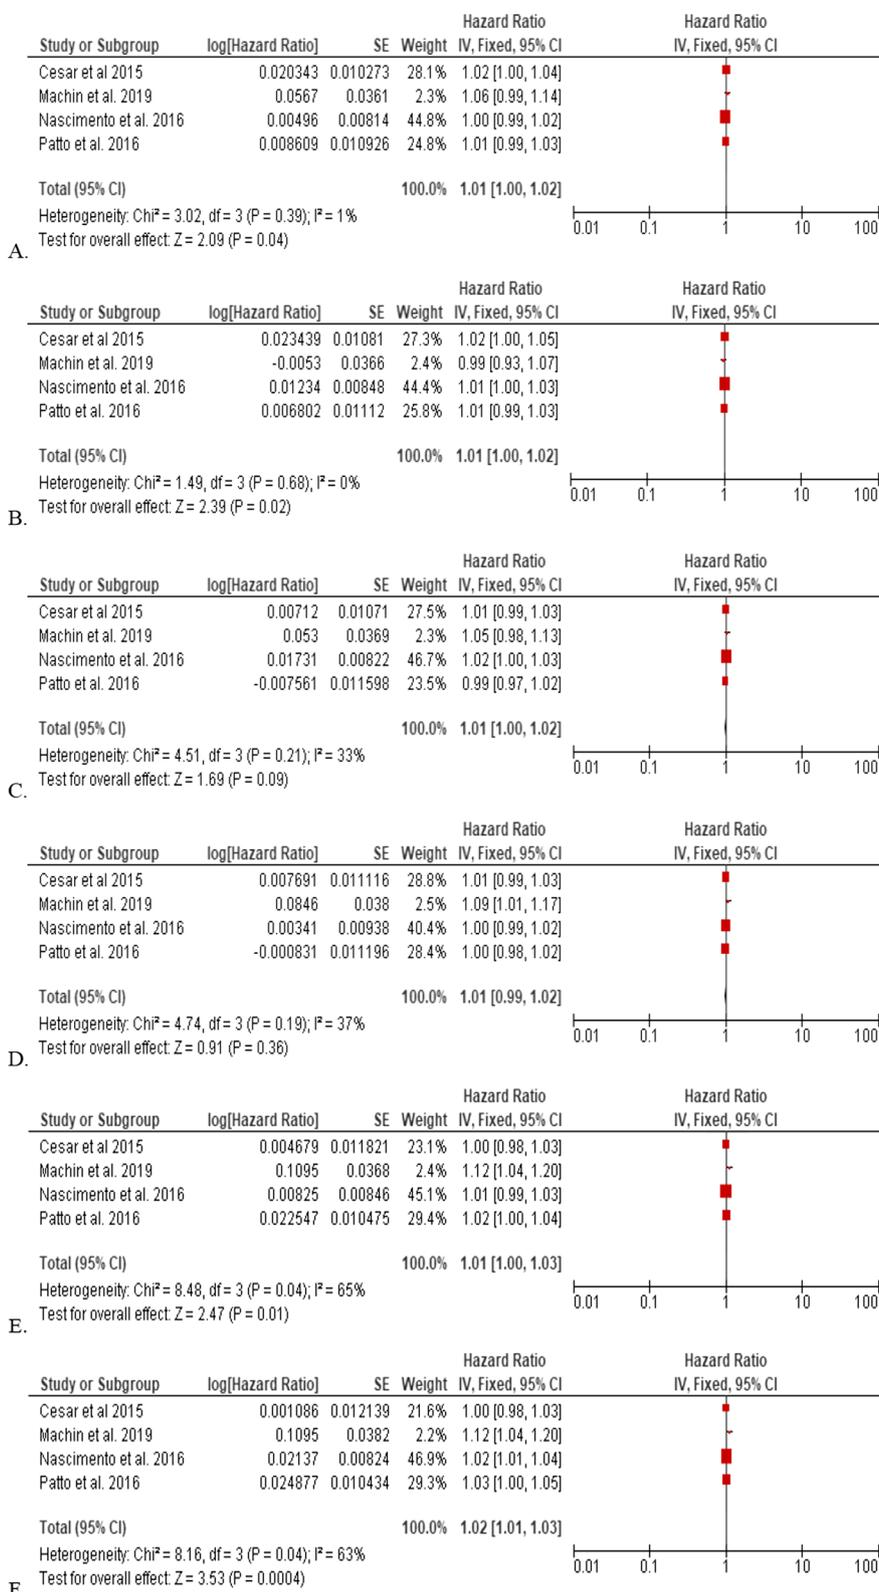 Hazard Ratio Hazard Ratio
Study or Subgroup log[Hazard Ratio] SE Weight IV, Fixed, 95% CI IV, Fixed, 95% CI
Cesar et al 2015 0.020343 0.010273 28.1% 1.02 [1.00, 1.04]
Machin et al. 2019 0.0567 0.0361 2.3% 1.06 [0.99, 1.14]
Nascimento et al. 2016 0.00496 0.00814 44.8% 1.00 [0.99, 1.02]
Patto et al. 2016 0.008609 0.010926 24.8% 1.01 [0.99, 1.03]
Total (95% CI) 100.0% 1.01 [1.00, 1.02]
Heterogeneity: Chi² = 3.02, df = 3 (P = 0.39); I² = 1%
0.01 0.1 1 10 100
Test for overall effect: Z = 2.09 (P = 0.04)
A.
Hazard Ratio Hazard Ratio
Study or Subgroup log[Hazard Ratio] SE Weight IV, Fixed, 95% CI IV, Fixed, 95% CI
Cesar et al 2015 0.023439 0.01081 27.3% 1.02 [1.00, 1.05]
Machin et al. 2019 -0.0053 0.0366 2.4% 0.99 [0.93, 1.07]
Nascimento et al. 2016 0.01234 0.00848 44.4% 1.01 [1.00, 1.03]
Patto et al. 2016 0.006802 0.01112 25.8% 1.01 [0.99, 1.03]
Total (95% CI) 100.0% 1.01 [1.00, 1.02]
Heterogeneity: Chi² = 1.49, df = 3 (P = 0.68); I² = 0%
0.01 0.1 1 10 100
Test for overall effect: Z = 2.39 (P = 0.02)
B.
Hazard Ratio Hazard Ratio
Study or Subgroup log[Hazard Ratio] SE Weight IV, Fixed, 95% CI IV, Fixed, 95% CI
Cesar et al 2015 0.00712 0.01071 27.5% 1.01 [0.99, 1.03]
Machin et al. 2019 0.053 0.0369 2.3% 1.05 [0.98, 1.13]
Nascimento et al. 2016 0.01731 0.00822 46.7% 1.02 [1.00, 1.03]
Patto et al. 2016 -0.007561 0.011598 23.5% 0.99 [0.97, 1.02]
Total (95% CI) 100.0% 1.01 [1.00, 1.02]
Heterogeneity: Chi² = 4.51, df = 3 (P = 0.21); I² = 33%
0.01 0.1 1 10 100
Test for overall effect: Z = 1.69 (P = 0.09)
C.
Hazard Ratio Hazard Ratio
Study or Subgroup log[Hazard Ratio] SE Weight IV, Fixed, 95% CI IV, Fixed, 95% CI
Cesar et al 2015 0.007691 0.011116 28.8% 1.01 [0.99, 1.03]
Machin et al. 2019 0.0846 0.038 2.5% 1.09 [1.01, 1.17]
Nascimento et al. 2016 0.00341 0.00938 40.4% 1.00 [0.99, 1.02]
Patto et al. 2016 -0.000831 0.011196 28.4% 1.00 [0.98, 1.02]
Total (95% CI) 100.0% 1.01 [0.99, 1.02]
Heterogeneity: Chi² = 4.74, df = 3 (P = 0.19); I² = 37%
0.01 0.1 1 10 100
Test for overall effect: Z = 0.91 (P = 0.36)
D.
Hazard Ratio Hazard Ratio
Study or Subgroup log[Hazard Ratio] SE Weight IV, Fixed, 95% CI IV, Fixed, 95% CI
Cesar et al 2015 0.004679 0.011821 23.1% 1.00 [0.98, 1.03]
Machin et al. 2019 0.1095 0.0368 2.4% 1.12 [1.04, 1.20]
Nascimento et al. 2016 0.00825 0.00846 45.1% 1.01 [0.99, 1.03]
Patto et al. 2016 0.022547 0.010475 29.4% 1.02 [1.00, 1.04]
Total (95% CI) 100.0% 1.01 [1.00, 1.03]
Heterogeneity: Chi² = 8.48, df = 3 (P = 0.04); I² = 65%
0.01 0.1 1 10 100
Test for overall effect: Z = 2.47 (P = 0.01)
E.
Hazard Ratio Hazard Ratio
Study or Subgroup log[Hazard Ratio] SE Weight IV, Fixed, 95% CI IV, Fixed, 95% CI
Cesar et al 2015 0.001086 0.012139 21.6% 1.00 [0.98, 1.03]
Machin et al. 2019 0.1095 0.0382 2.2% 1.12 [1.04, 1.20]
Nascimento et al. 2016 0.02137 0.00824 46.9% 1.02 [1.01, 1.04]
Patto et al. 2016 0.024877 0.010434 29.3% 1.03 [1.00, 1.05]
Total (95% CI) 100.0% 1.02 [1.01, 1.03]
Heterogeneity: Chi² = 8.16, df = 3 (P = 0.04); I² = 63%
0.01 0.1 1 10 100
Test for overall effect: Z = 3.53 (P = 0.0004)